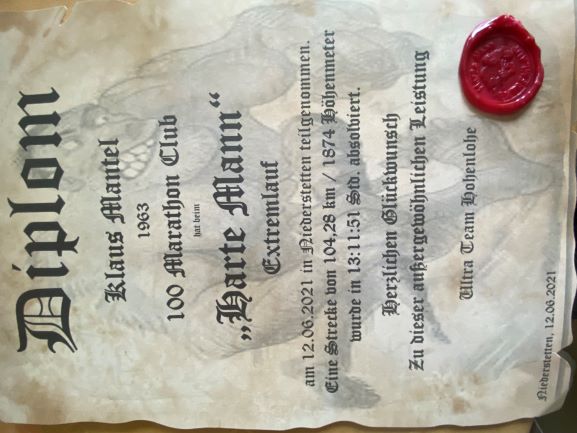 Diplom
Klaus Mantel
1963
100 Marathon Club
hat beim
„Harte Mann“
Extremlauf
am 12.06.2021 in Niederstetten teilgenommen.
Eine Strecke von 104,28 km / 1874 Höhenmeter
wurde in 13:11:51 Std. absolviert.
Herzlichen Glückwunsch
Zu dieser außergewöhnlichen Leistung
Ultra Team Hohenlohe
Niederstetten, 12.06.2021